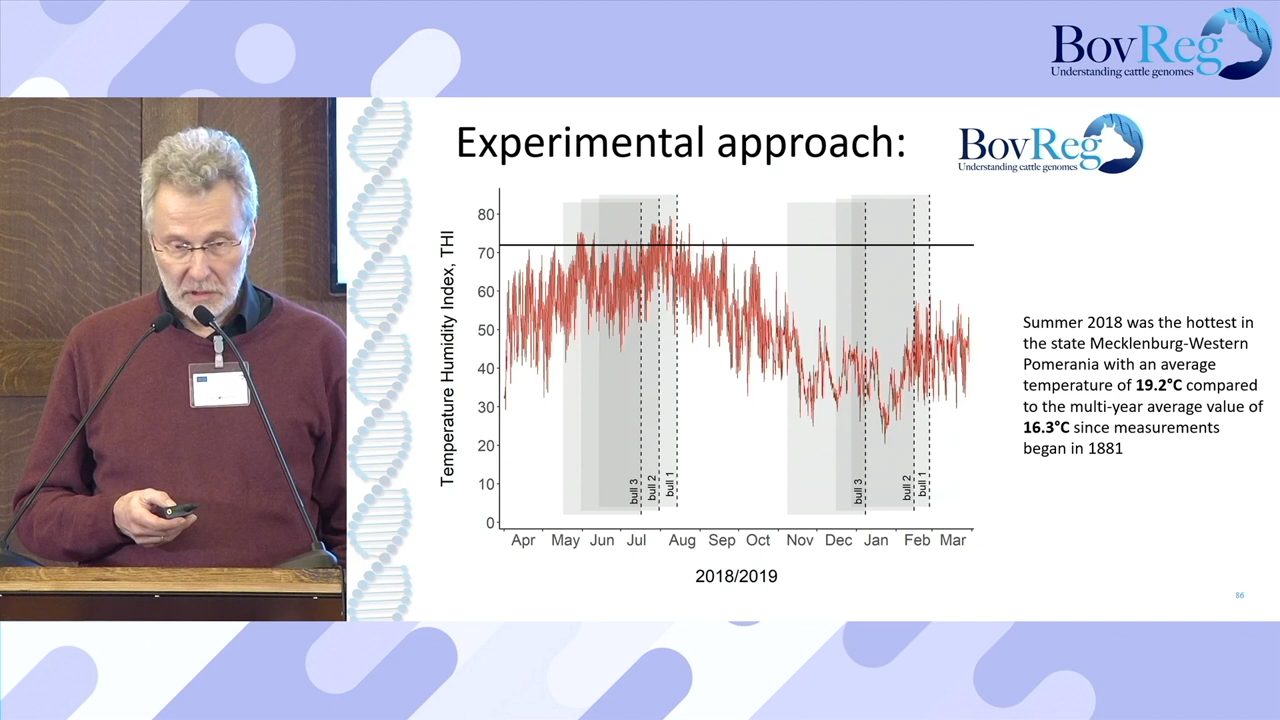 BovReg
Understanding cattle genomes
Experimental approach:
BovReg
Understanding cattle genomes
Temperature Humidity Index, THI
80
70
60
50
40
30
20
10
0
bull 3
bull 2
bull 1
bull 3
bull 2
bull 1
Apr May Jun Jul Aug Sep Oct Nov Dec Jan Feb Mar
2018/2019
Summer 2018 was the hottest in
the state Mecklenburg-Western
Pomerania with an average
temperature of 19.2°C compared
to the multi-year average value of
16.3°C since measurements
began in 1881
86